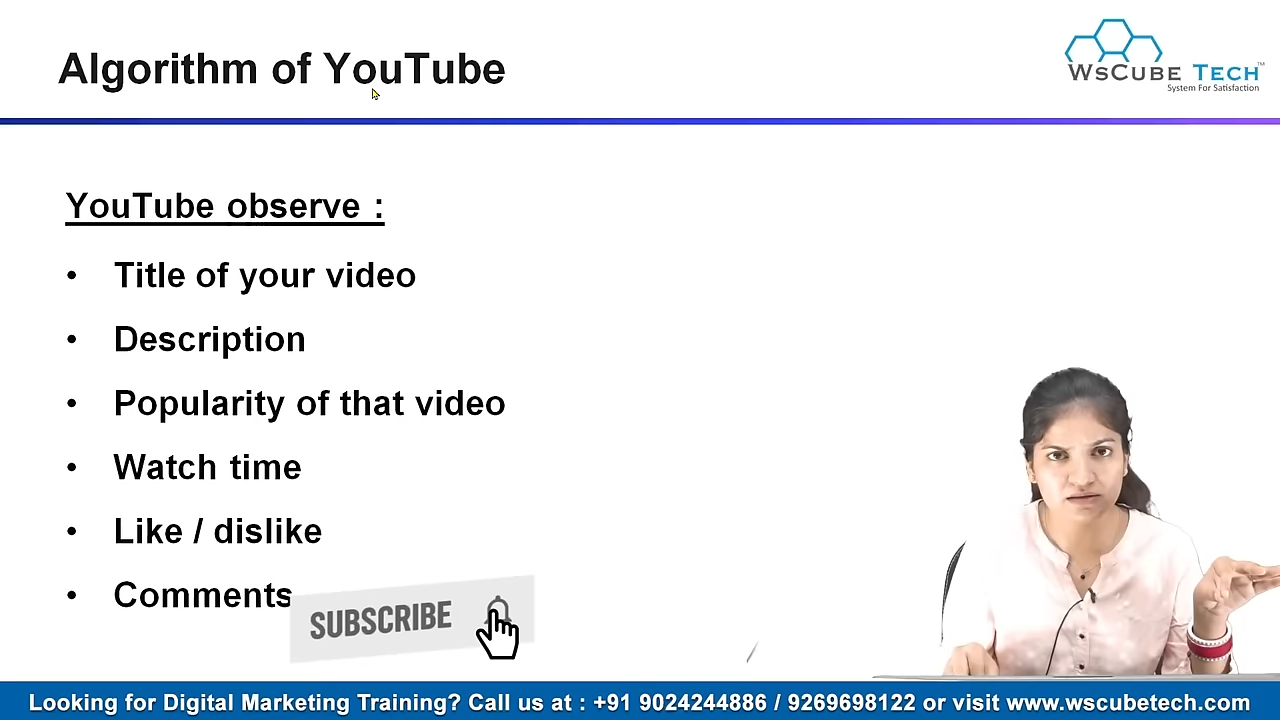 Algorithm of YouTube
WsCube Tech™
System For Satisfaction
YouTube observe :
• Title of your video
• Description
• Popularity of that video
• Watch time
• Like / dislike
• Comments
SUBSCRIBE
Looking for Digital Marketing Training? Call us at : +91 9024244886 / 9269698122 or visit www.wscubetech.com